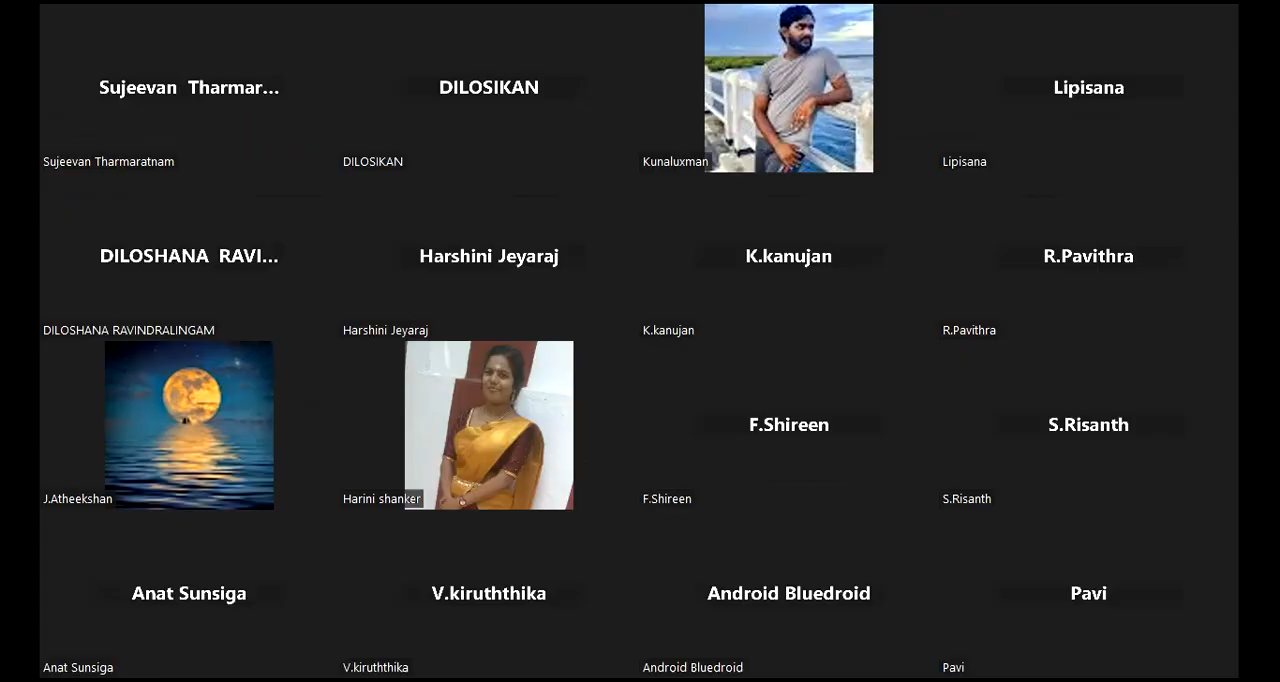 Sujeevan  Tharmar...
DILOSIKAN
Lipisana
Sujeevan Tharmaratnam
DILOSIKAN
Kunaluxman
Lipisana
DILOSHANA  RAVI...
Harshini Jeyaraj
K.kanujan
R.Pavithra
DILOSHANA RAVINDRALINGAM
Harshini Jeyaraj
K.kanujan
R.Pavithra
F.Shireen
S.Risanth
J.Atheekshan
Harini shanker
F.Shireen
S.Risanth
Anat Sunsiga
V.kiruththika
Android Bluedroid
Pavi
Anat Sunsiga
V.kiruththika
Android Bluedroid
Pavi